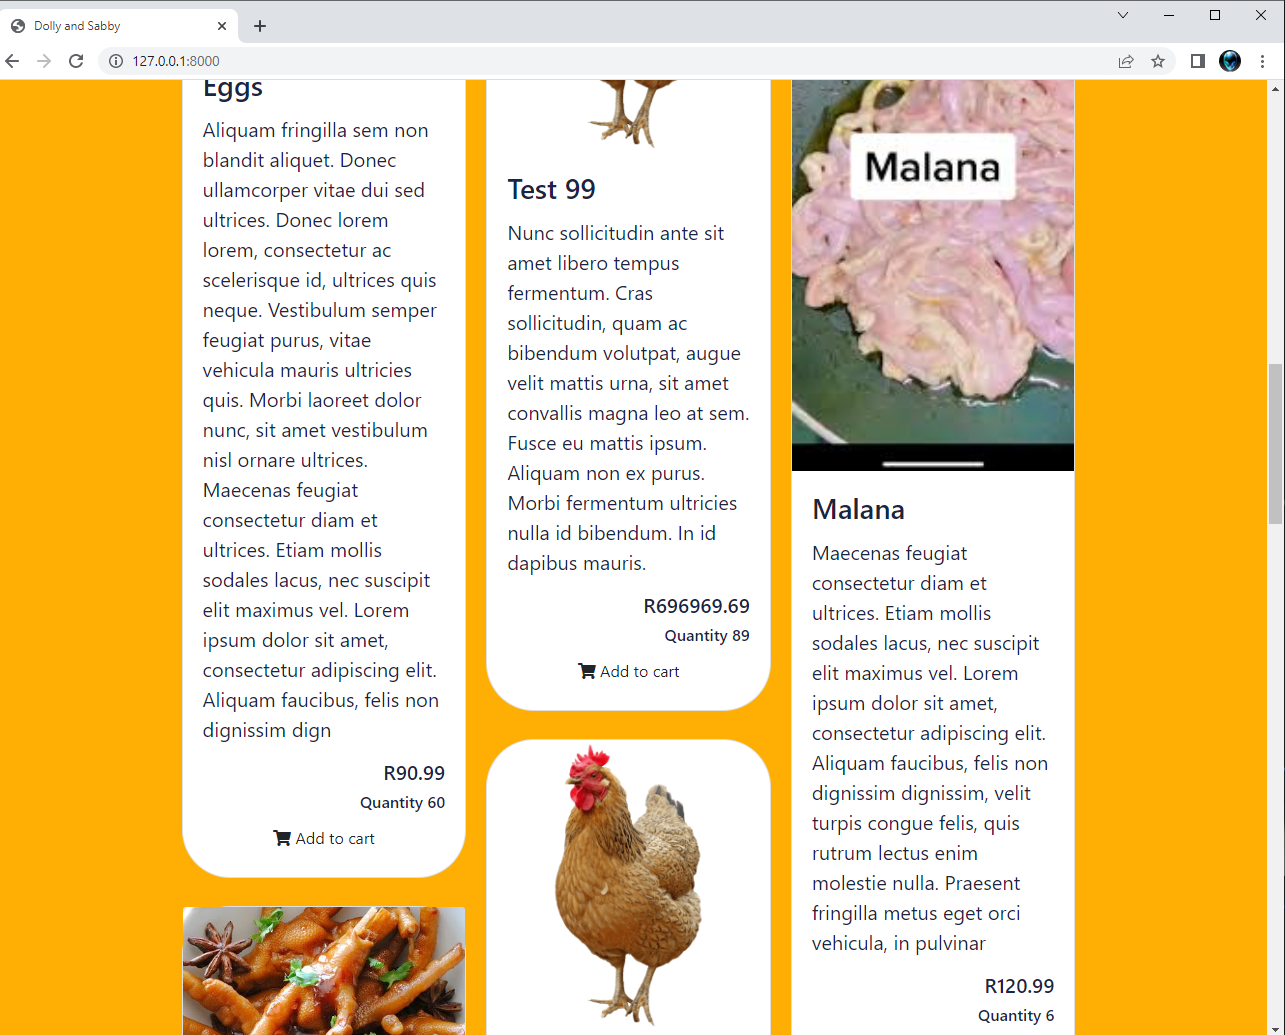 Dolly and Sabby
127.0.0.1:8000
Eggs
Aliquam fringilla sem non
blandit aliquet. Donec
ullamcorper vitae dui sed
ultrices. Donec lorem
lorem, consectetur ac
scelerisque id, ultrices quis
neque. Vestibulum semper
feugiat purus, vitae
vehicula mauris ultricies
quis. Morbi laoreet dolor
nunc, sit amet vestibulum
nisl ornare ultrices.
Maecenas feugiat
consectetur diam et
ultrices. Etiam mollis
sodales lacus, nec suscipit
elit maximus vel. Lorem
ipsum dolor sit amet,
consectetur adipiscing elit.
Aliquam faucibus, felis non
dignissim dign
R90.99
Quantity 60
Add to cart
Test 99
Nunc sollicitudin ante sit
amet libero tempus
fermentum. Cras
sollicitudin, quam ac
bibendum volutpat, augue
velit mattis urna, sit amet
convallis magna leo at sem.
Fusce eu mattis ipsum.
Aliquam non ex purus.
Morbi fermentum ultricies
nulla id bibendum. In id
dapibus mauris.
R696969.69
Quantity 89
Add to cart
Malana
Malana
Maecenas feugiat
consectetur diam et
ultrices. Etiam mollis
sodales lacus, nec suscipit
elit maximus vel. Lorem
ipsum dolor sit amet,
consectetur adipiscing elit.
Aliquam faucibus, felis non
dignissim dignissim, velit
turpis congue felis, quis
rutrum lectus enim
molestie nulla. Praesent
fringilla metus eget orci
vehicula, in pulvinar
R120.99
Quantity 6